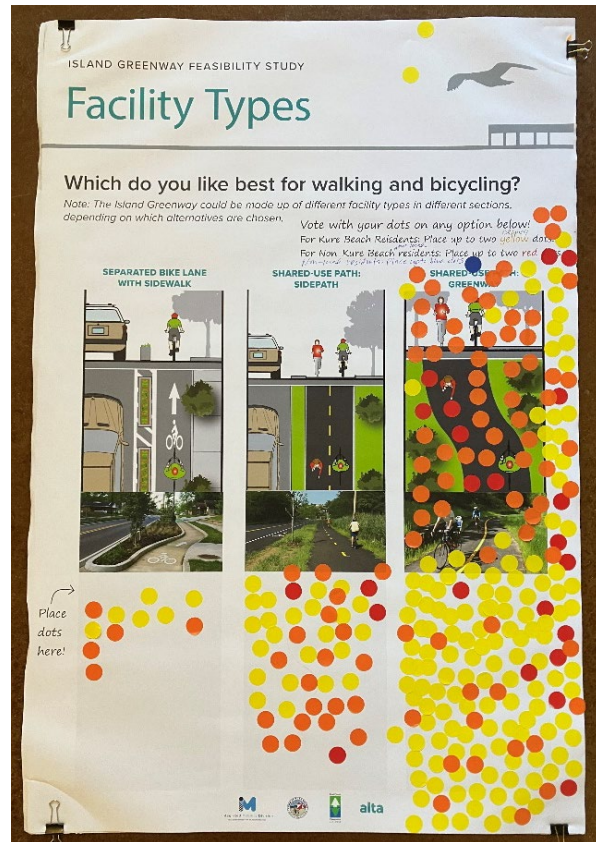 ISLAND GREENWAY FEASIBILITY STUDY
Facility Types
Which do you like best for walking and bicycling?
Note: The Island Greenway could be made up of different facility types in different sections,
depending on which alternatives are chosen.
Vote with your dots on any option below!
For Kure Beach Reisdents: Place up to two yellow dots
For Non Kure Beach residents: Place up to two red
SEPARATED BIKE LANE
WITH SIDEWALK
SHARED-USE PATH:
SIDEPATH
SHARED-USE PATH:
GREENWAY
Place
dots
here!
alta